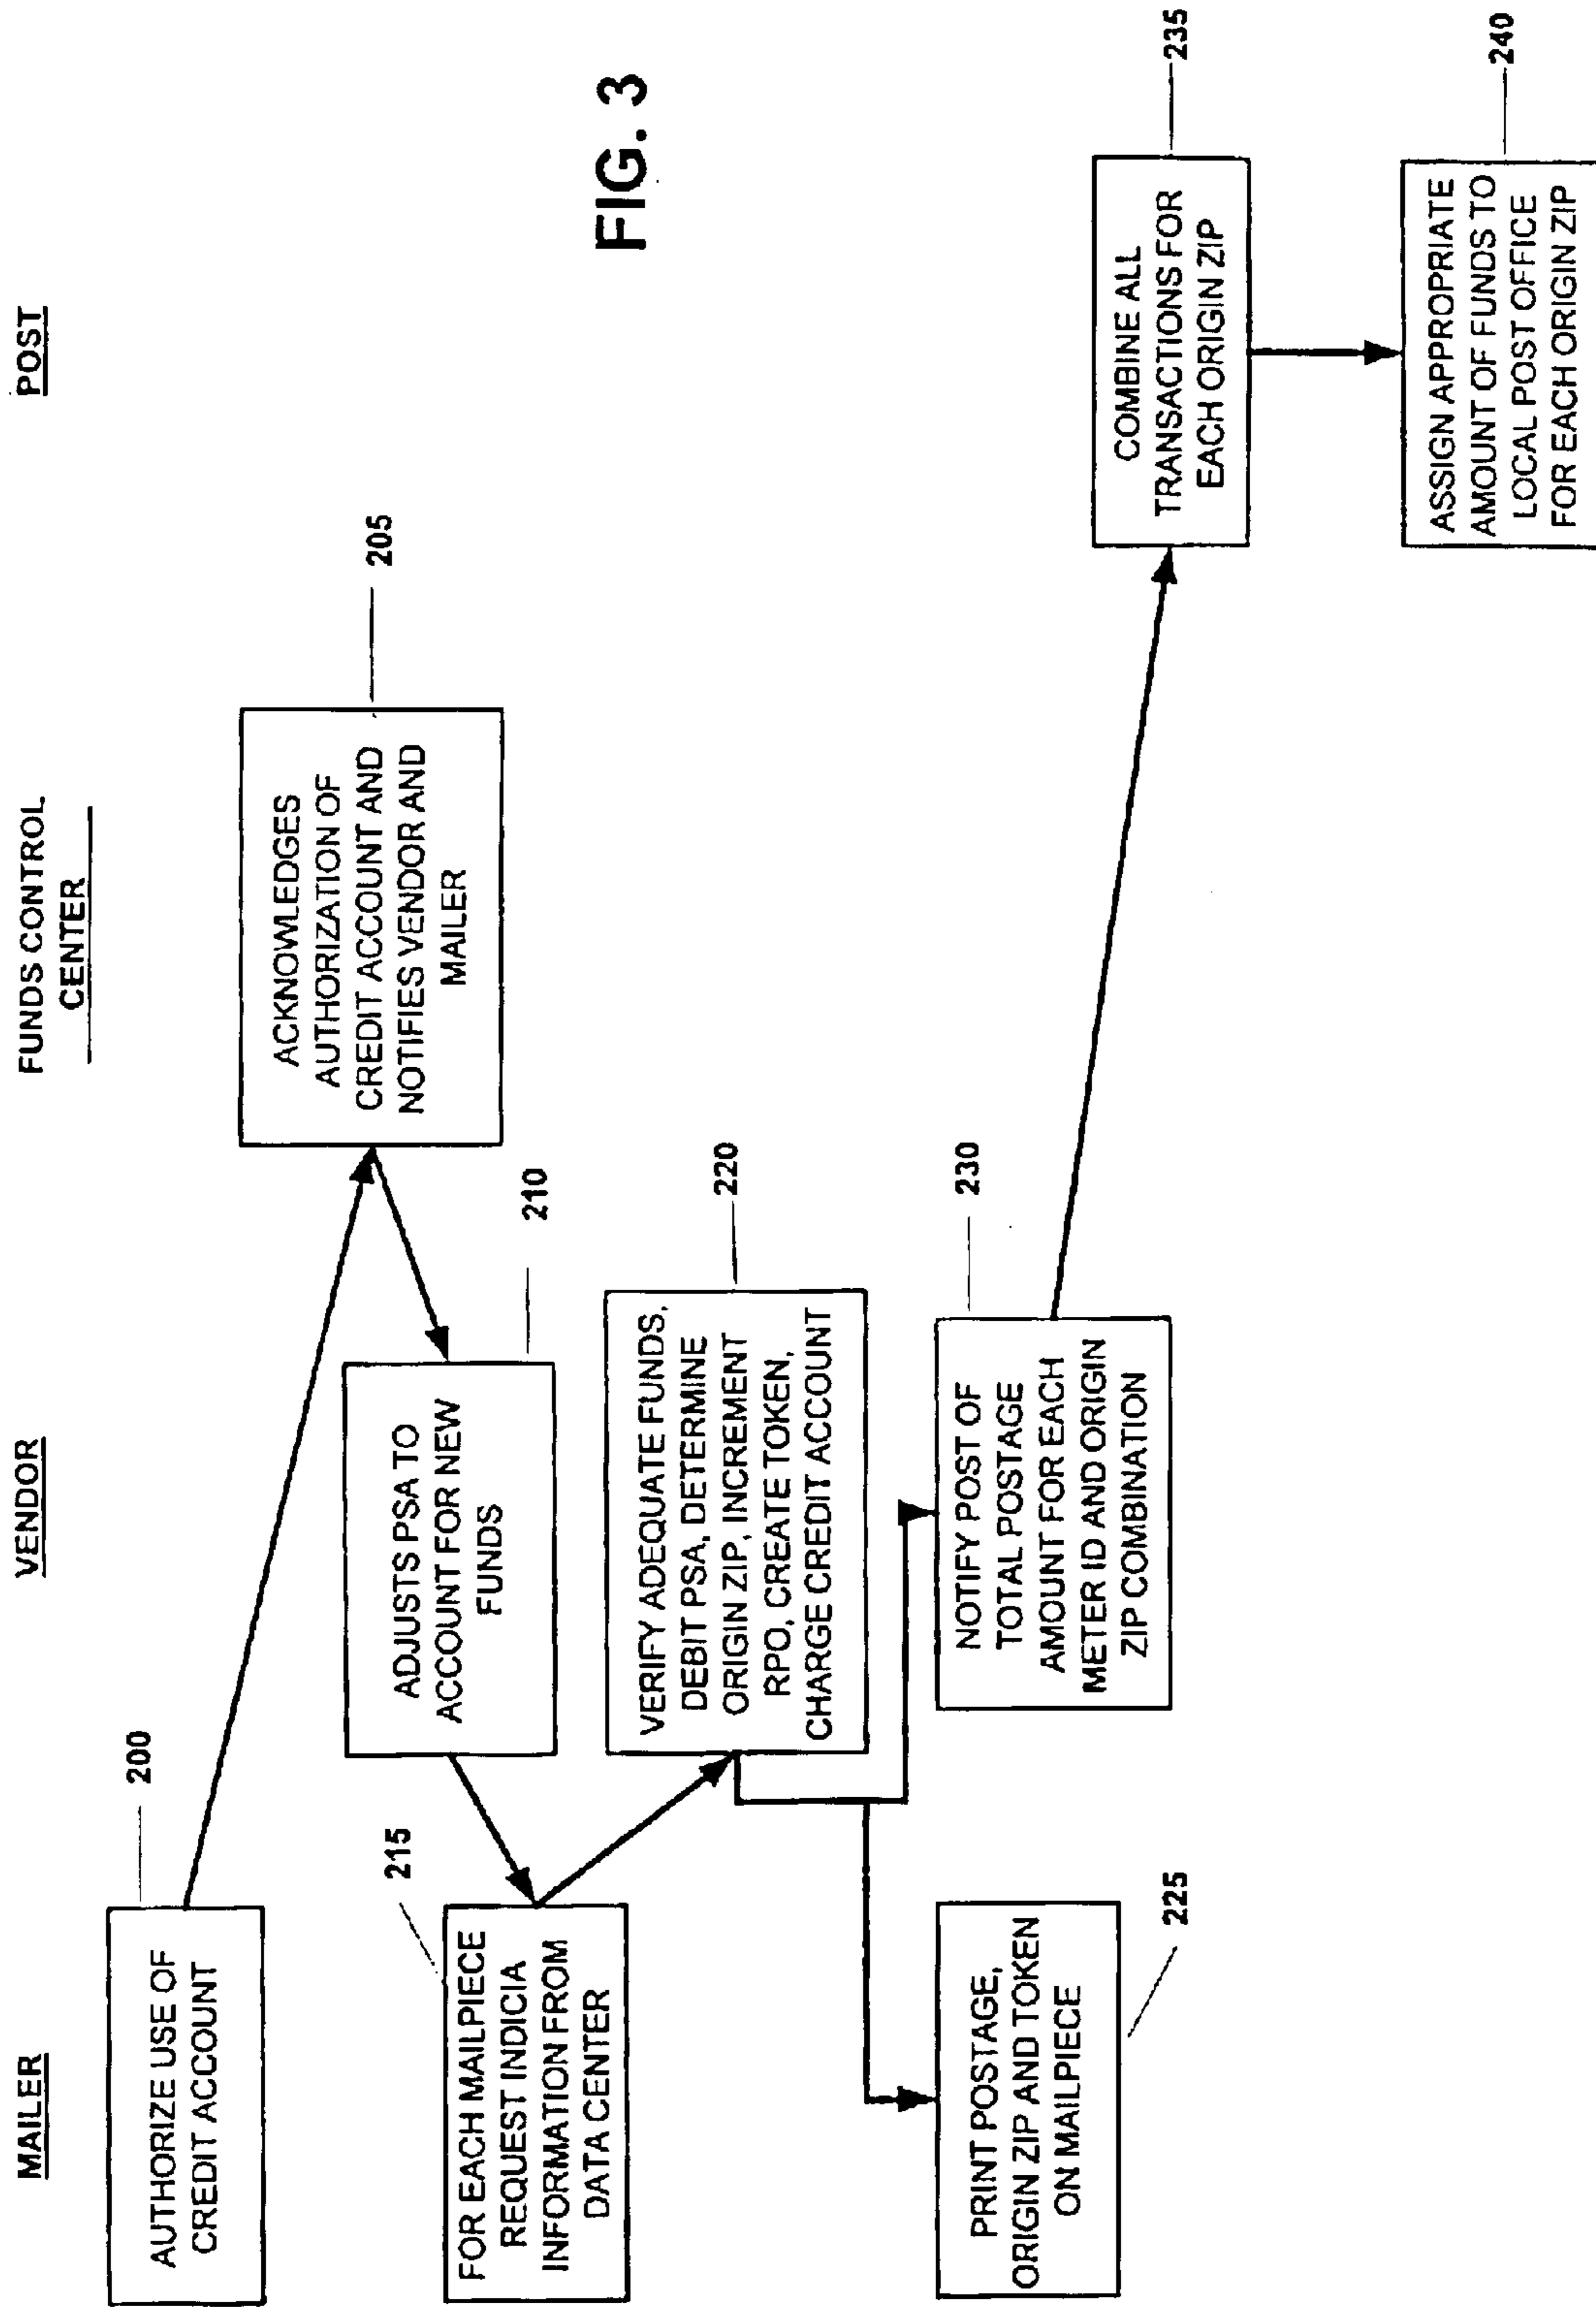 MAILER
VENDOR
FUNDS CONTROL
CENTER
POST
AUTHORIZE USE OF
CREDIT ACCOUNT
200
ACKNOWLEDGES
AUTHORIZATION OF
CREDIT ACCOUNT AND
NOTIFIES VENDOR AND
MAILER
205
ADJUSTS PSA TO
ACCOUNT FOR NEW
FUNDS
210
FOR EACH MAILPIECE
REQUEST INDICIA
INFORMATION FROM
DATA CENTER
215
VERIFY ADEQUATE FUNDS,
DEBIT PSA, DETERMINE
ORIGIN ZIP, INCREMENT
RPO, CREATE TOKEN,
CHARGE CREDIT ACCOUNT
220
PRINT POSTAGE,
ORIGIN ZIP AND TOKEN
ON MAILPIECE
225
NOTIFY POST OF
TOTAL POSTAGE
AMOUNT FOR EACH
METER ID AND ORIGIN
ZIP COMBINATION
230
COMBINE ALL
TRANSACTIONS FOR
EACH ORIGIN ZIP
235
ASSIGN APPROPRIATE
AMOUNT OF FUNDS TO
LOCAL POST OFFICE
FOR EACH ORIGIN ZIP
240
FIG. 3